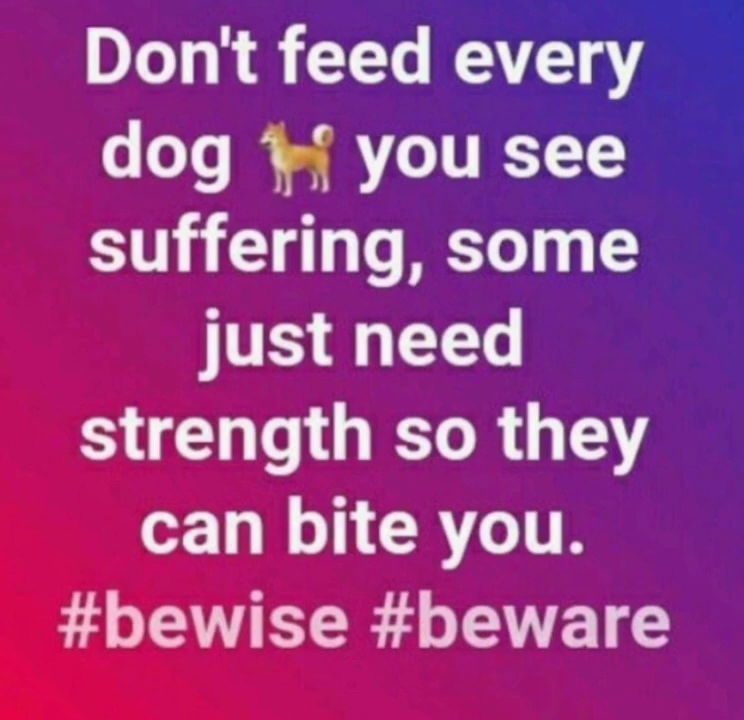 Don't feed every
dog 🐕 you see
suffering, some
just need
strength so they
can bite you.
#bewise #beware